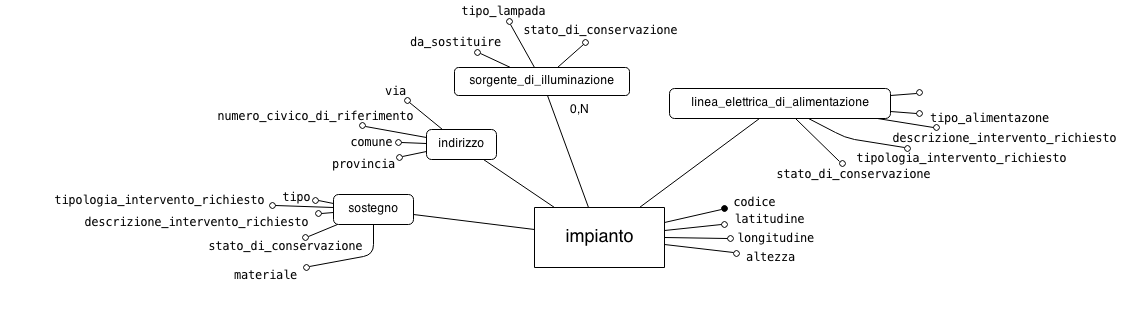 tipo_lampada
stato_di_conservazione
da_sostituire
sorgente_di_illuminazione
0,N
via
numero_civico_di_riferimento
comune
provincia
indirizzo
linea_elettrica_di_alimentazione
tipo_alimentazone
descrizione_intervento_richiesto
tipologia_intervento_richiesto
stato_di_conservazione
tipo
tipologia_intervento_richiesto
descrizione_intervento_richiesto
stato_di_conservazione
materiale
sostegno
impianto
codice
latitudine
longitudine
altezza